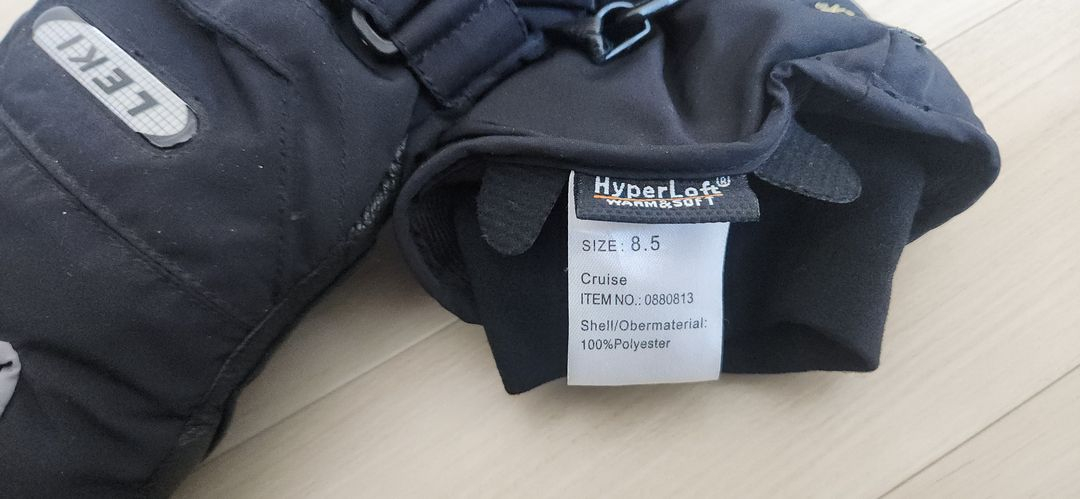 LEKI
HyperLoft®
WARM&SOFT
SIZE: 8.5
Cruise
ITEM NO.: 0880813
Shell/Obermaterial:
100%Polyester